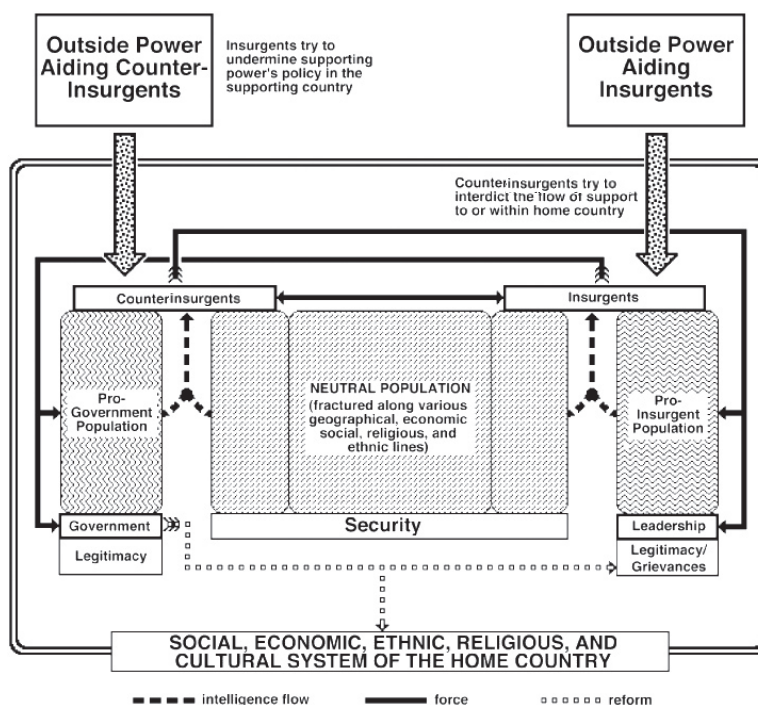 Outside Power
Aiding Counter-
Insurgents
Insurgents try to
undermine supporting
power's policy in the
supporting country
Outside Power
Aiding
Insurgents
Counterinsurgents try to
interdict the flow of support
to or within home country
Counterinsurgents
Insurgents
Pro-
Government
Population
NEUTRAL POPULATION
(fractured along various
geographical, economic
social, religious, and
ethnic lines)
Pro-
Insurgent
Population
Government
Security
Leadership
Legitimacy
Legitimacy/
Grievances
SOCIAL, ECONOMIC, ETHNIC, RELIGIOUS, AND
CULTURAL SYSTEM OF THE HOME COUNTRY
intelligence flow
force
reform